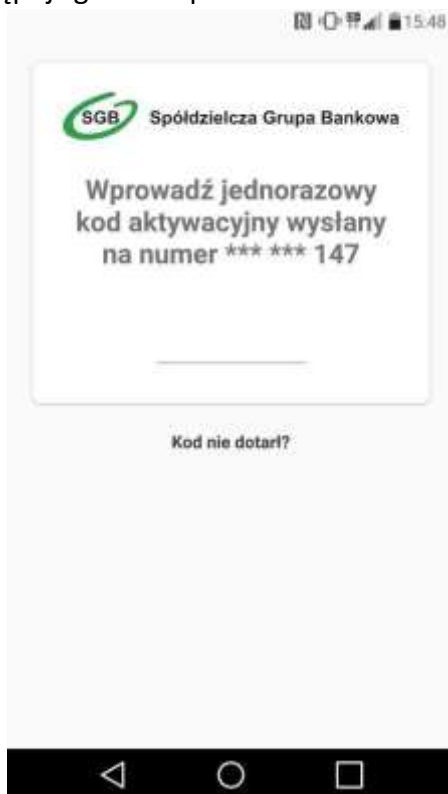 15:48
SGB Spółdzielcza Grupa Bankowa
Wprowadź jednorazowy
kod aktywacyjny wysłany
na numer *** *** 147
Kod nie dotarł?